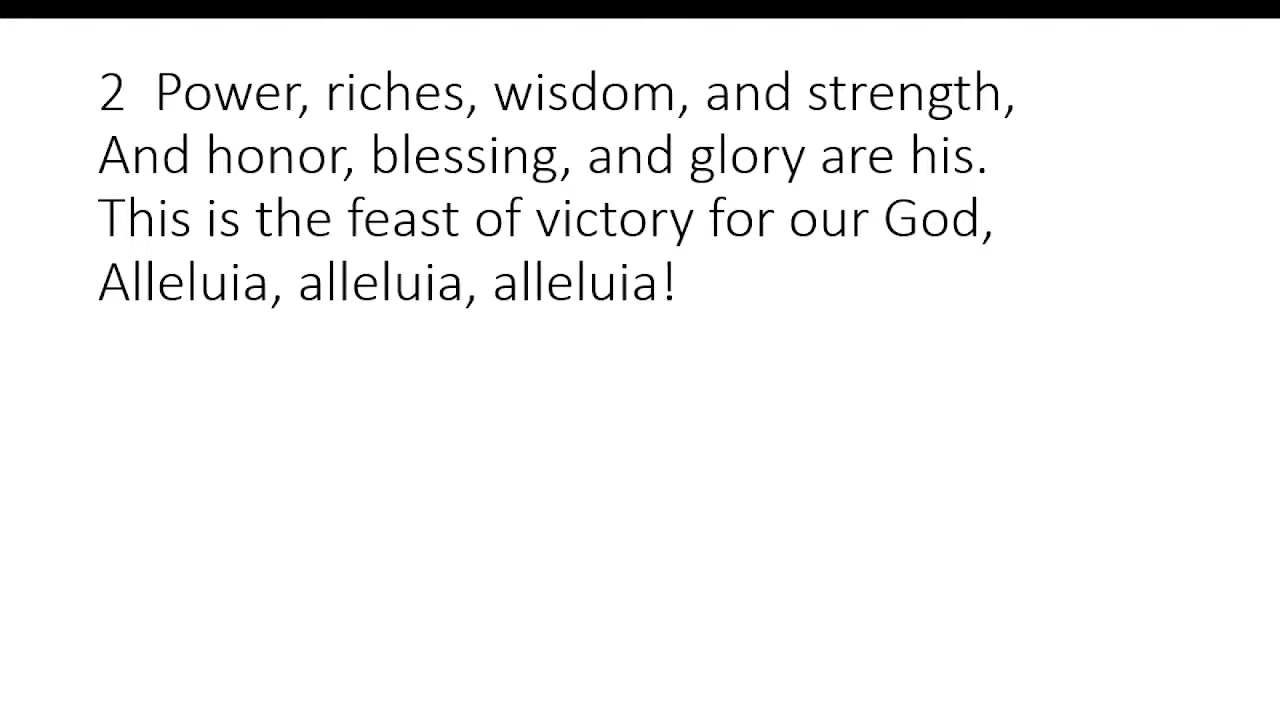 2  Power, riches, wisdom, and strength,
And honor, blessing, and glory are his.
This is the feast of victory for our God,
Alleluia, alleluia, alleluia!